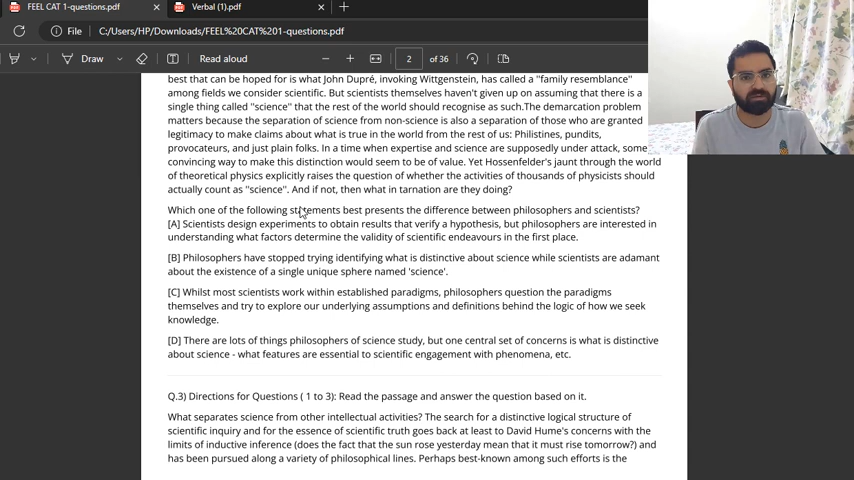 FEEL CAT 1-questions.pdf
Verbal (1).pdf
File
C:/Users/HP/Downloads/FEEL%20CAT%201-questions.pdf
Draw
Read aloud
2 of 36
best that can be hoped for is what John Dupré, invoking Wittgenstein, has called a "family resemblance"
among fields we consider scientific. But scientists themselves haven't given up on assuming that there is a
single thing called "science" that the rest of the world should recognise as such.The demarcation problem
matters because the separation of science from non-science is also a separation of those who are granted
legitimacy to make claims about what is true in the world from the rest of us: Philistines, pundits,
provocateurs, and just plain folks. In a time when expertise and science are supposedly under attack, some
convincing way to make this distinction would seem to be of value. Yet Hossenfelder's jaunt through the world
of theoretical physics explicitly raises the question of whether the activities of thousands of physicists should
actually count as "science". And if not, then what in tarnation are they doing?
Which one of the following statements best presents the difference between philosophers and scientists?
[A] Scientists design experiments to obtain results that verify a hypothesis, but philosophers are interested in
understanding what factors determine the validity of scientific endeavours in the first place.
[B] Philosophers have stopped trying identifying what is distinctive about science while scientists are adamant
about the existence of a single unique sphere named 'science'.
[C] Whilst most scientists work within established paradigms, philosophers question the paradigms
themselves and try to explore our underlying assumptions and definitions behind the logic of how we seek
knowledge.
[D] There are lots of things philosophers of science study, but one central set of concerns is what is distinctive
about science - what features are essential to scientific engagement with phenomena, etc.
Q.3) Directions for Questions ( 1 to 3): Read the passage and answer the question based on it.
What separates science from other intellectual activities? The search for a distinctive logical structure of
scientific inquiry and for the essence of scientific truth goes back at least to David Hume's concerns with the
limits of inductive inference (does the fact that the sun rose yesterday mean that it must rise tomorrow?) and
has been pursued along a variety of philosophical lines. Perhaps best-known among such efforts is the